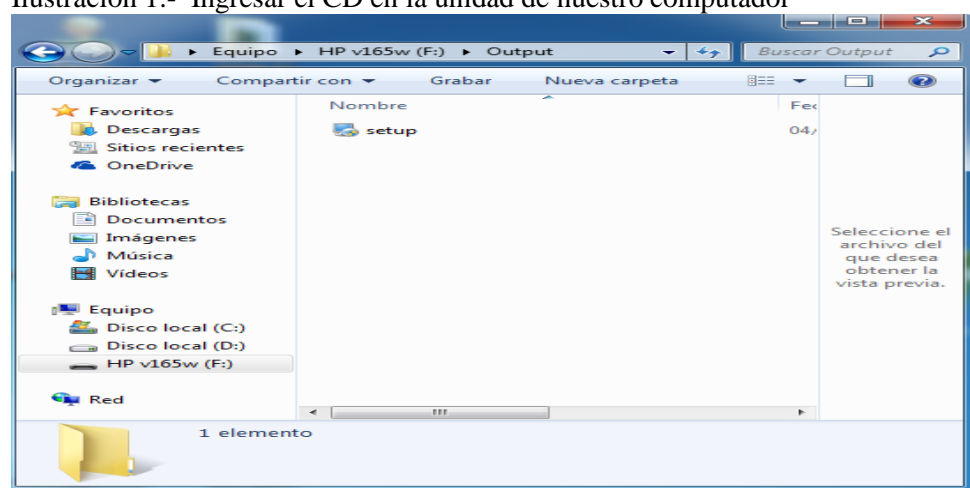 Ilustración 1.- Ingresar el CD en la unidad de nuestro computador
Equipo HP v165w (F:) Output
Buscar Output
Organizar Compartir con Grabar Nueva carpeta
Favoritos
Descargas
Sitios recientes
OneDrive
Bibliotecas
Documentos
Imágenes
Música
Vídeos
Equipo
Disco local (C:)
Disco local (D:)
HP v165w (F:)
Red
Nombre
setup
04/
Seleccione el
archivo del
que desea
obtener la
vista previa.
1 elemento